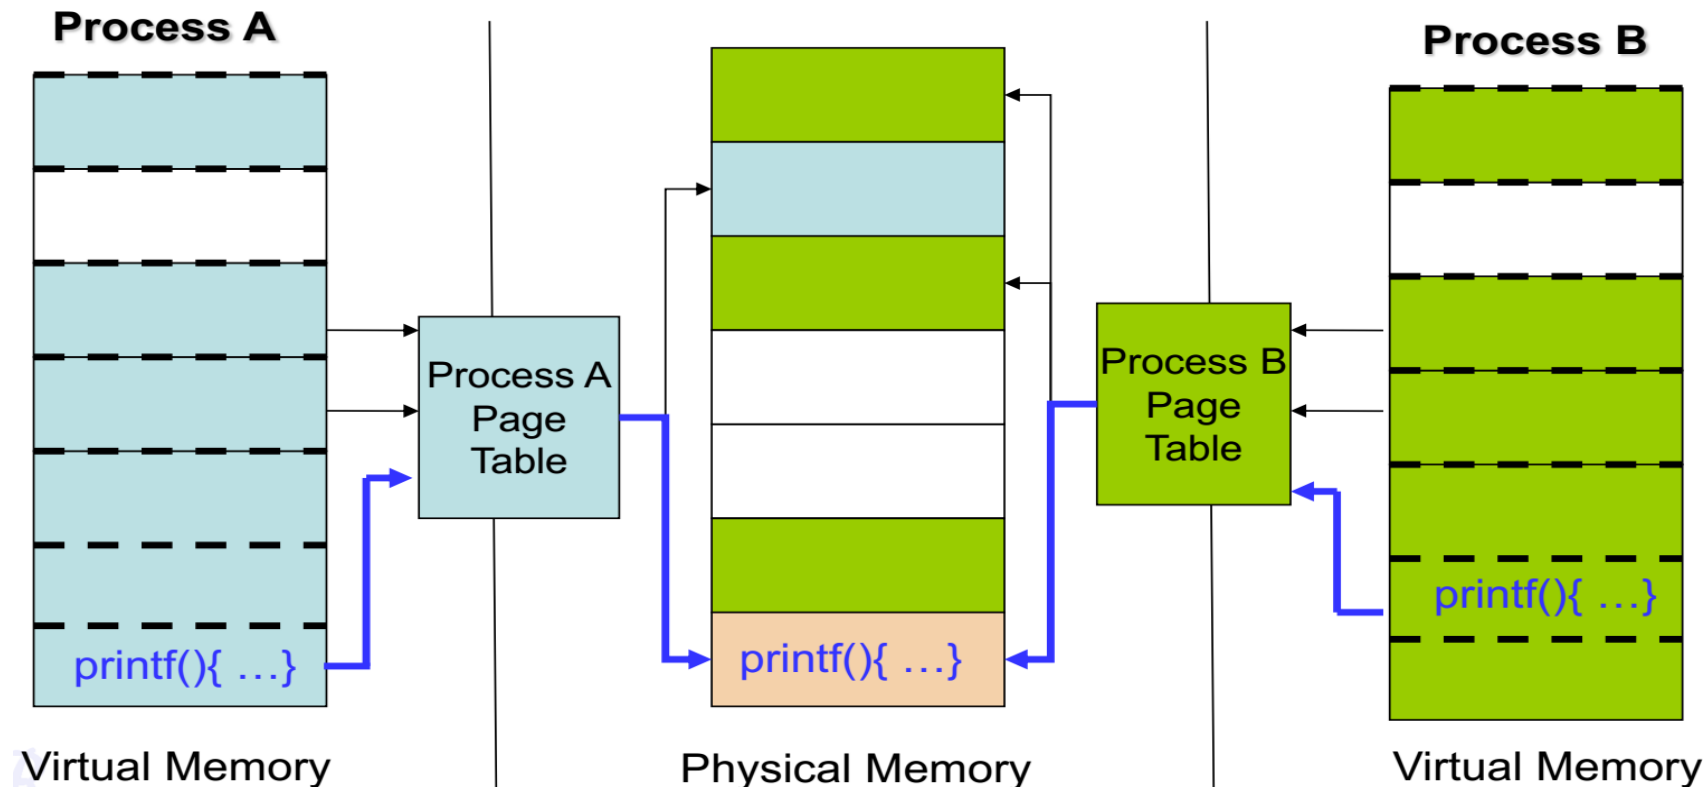 Process A
Process B
Process A
Page
Table
Process B
Page
Table
printf(){ …}
printf(){ …}
printf(){ …}
Virtual Memory
Physical Memory
Virtual Memory